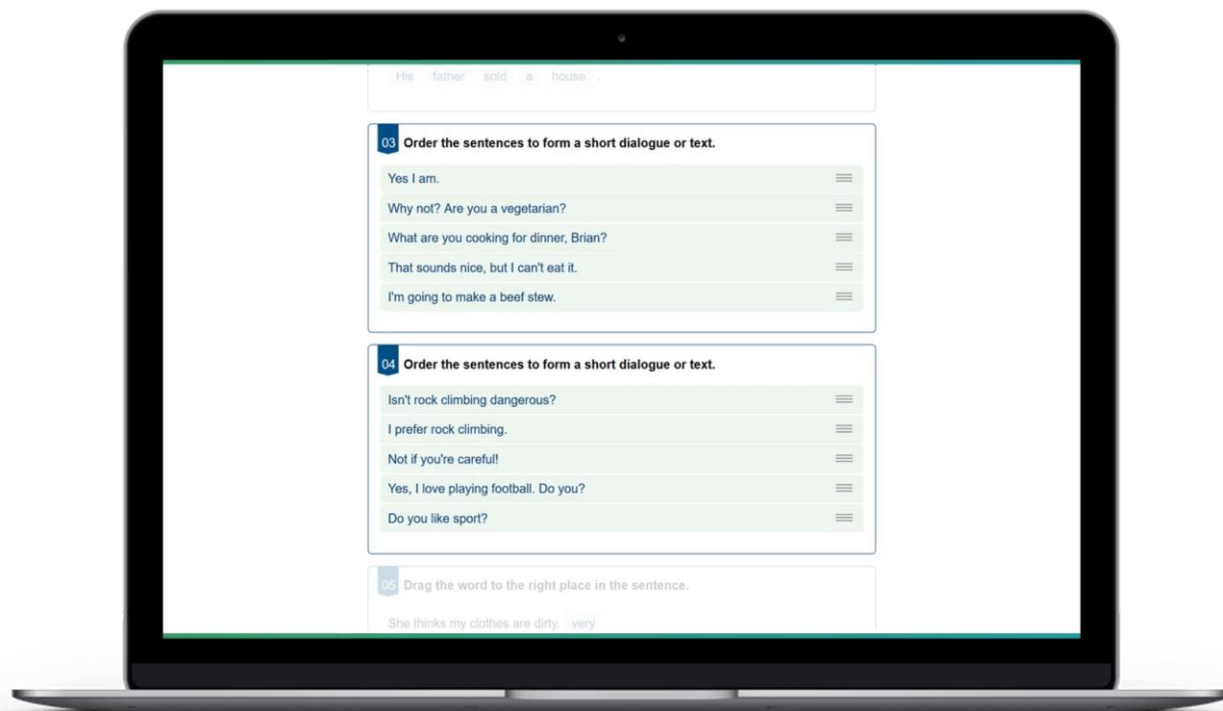 His father sold a house .
03 Order the sentences to form a short dialogue or text.
Yes I am.
Why not? Are you a vegetarian?
What are you cooking for dinner, Brian?
That sounds nice, but I can't eat it.
I'm going to make a beef stew.
04 Order the sentences to form a short dialogue or text.
Isn't rock climbing dangerous?
I prefer rock climbing.
Not if you're careful!
Yes, I love playing football. Do you?
Do you like sport?
05 Drag the word to the right place in the sentence.
She thinks my clothes are dirty. very